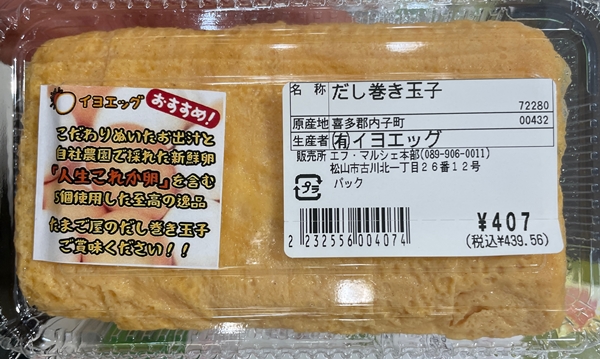 イヨエッグ
おすすめ!
こだわりぬいたお出汁と
自社農園で採れた新鮮卵
「人生これか卵」を含む
5個使用した至高の逸品
たまご屋のだし巻き玉子
ご賞味ください!!
名称 だし巻き玉子
72280
原産地 喜多郡内子町 00432
生産者 (有)イヨエッグ
販売所 エフ・マルシェ本部(089-906-0011)
松山市古川北一丁目26番12号
プラ パック
¥407
(税込¥439.56)
2 232556 004074